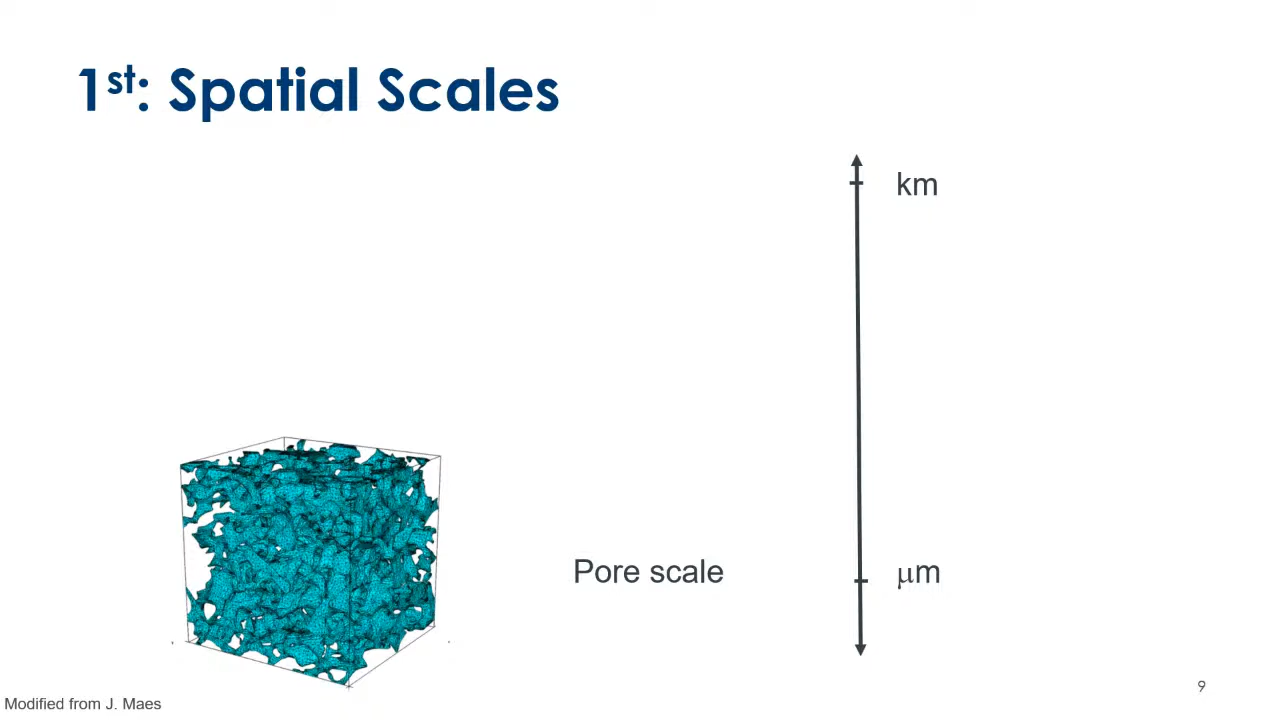 1st: Spatial Scales
km
Pore scale
μm
Modified from J. Maes
9